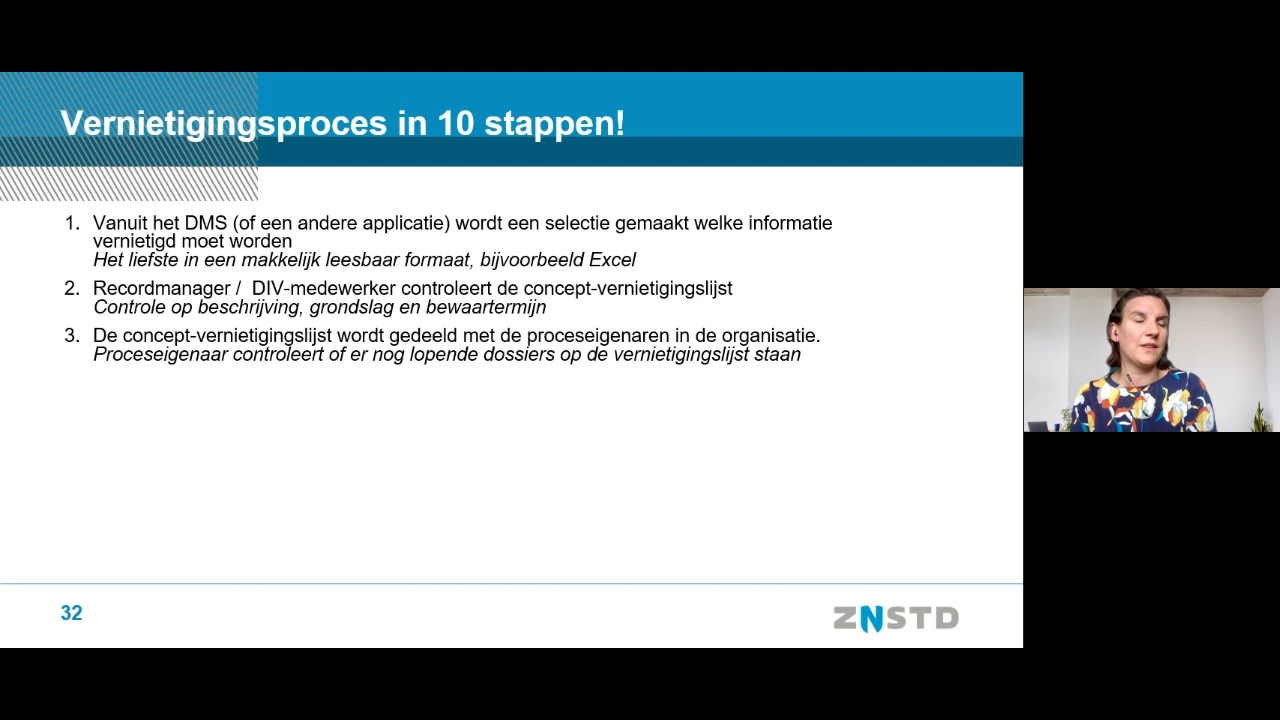 Vernietigingsproces in 10 stappen!
1. Vanuit het DMS (of een andere applicatie) wordt een selectie gemaakt welke informatie
vernietigd moet worden
Het liefste in een makkelijk leesbaar formaat, bijvoorbeeld Excel
2. Recordmanager / DIV-medewerker controleert de concept-vernietigingslijst
Controle op beschrijving, grondslag en bewaartermijn
3. De concept-vernietigingslijst wordt gedeeld met de proceseigenaren in de organisatie.
Proceseigenaar controleert of er nog lopende dossiers op de vernietigingslijst staan
32
ZNSTD